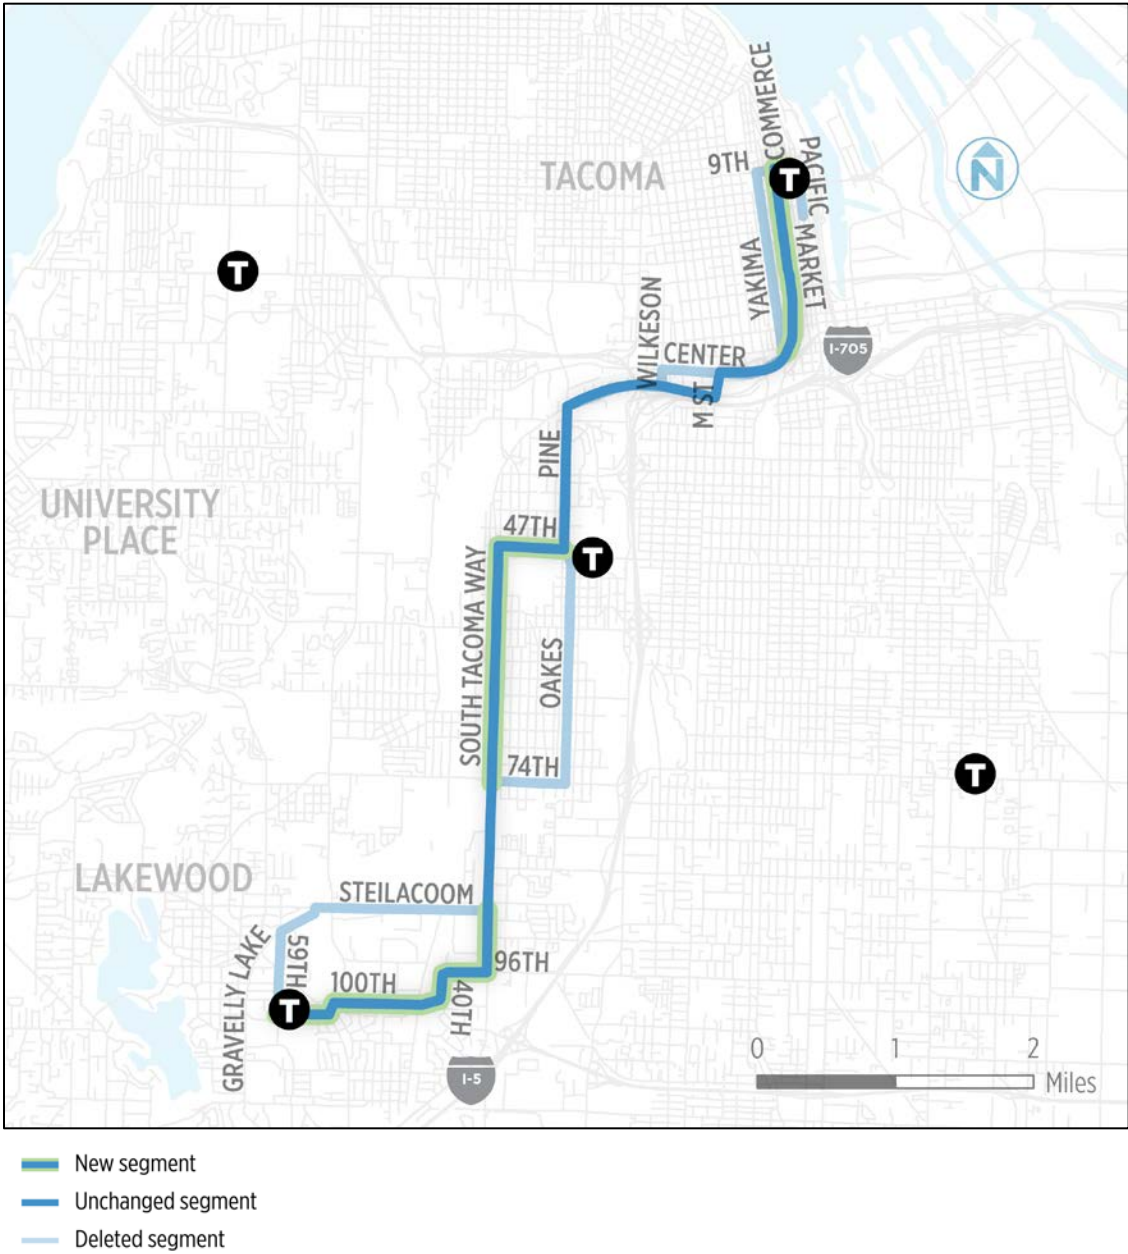 COMMERCE
9TH
T
PACIFIC
TACOMA
N
T
YAKIMA
MARKET
WILKESON
CENTER
I-705
M ST
PINE
UNIVERSITY
PLACE
47TH
T
SOUTH TACOMA WAY
OAKES
74TH
T
LAKEWOOD
STEILACOOM
GRAVELLY LAKE
59TH
96TH
100TH
40TH
T
I-5
0 1 2
Miles
New segment
Unchanged segment
Deleted segment